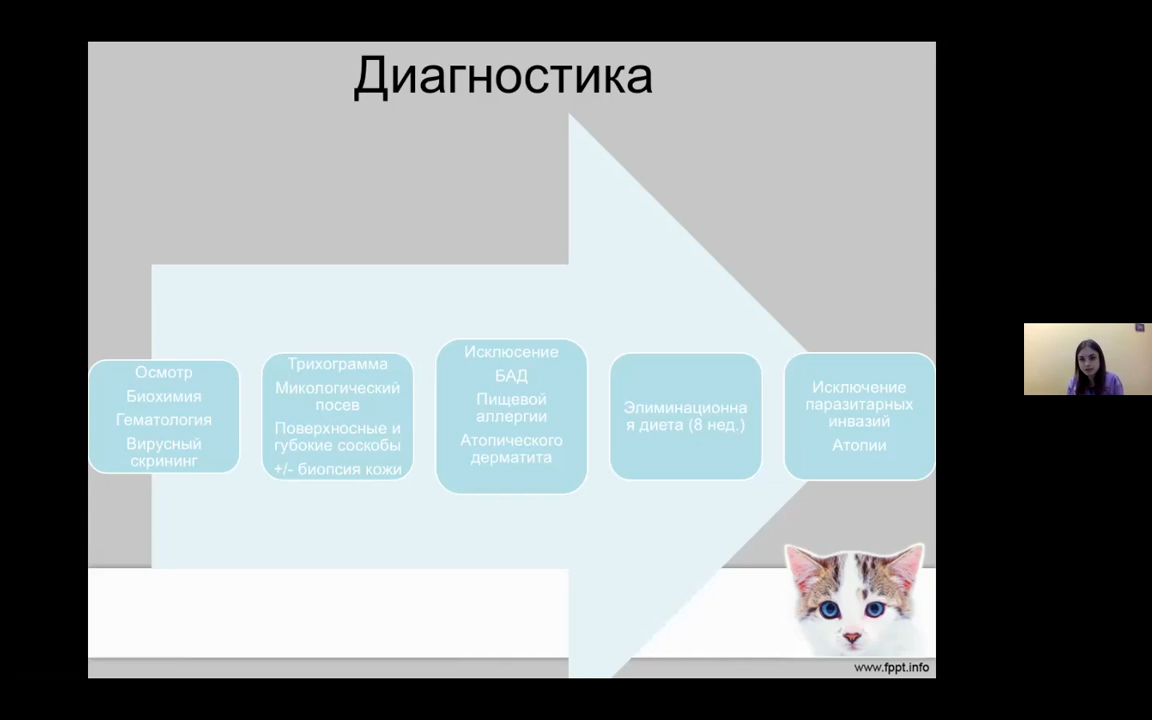 Диагностика
Осмотр
Биохимия
Гематология
Вирусный
скрининг
Трихограмма
Микологический
посев
Поверхносные и
губокие соскобы
+/- биопсия кожи
Исклюсение
БАД
Пищевой
аллергии
Атопического
дерматита
Элиминационна
я диета (8 нед.)
Исключение
паразитарных
инвазий
Атопии
www.fppt.info